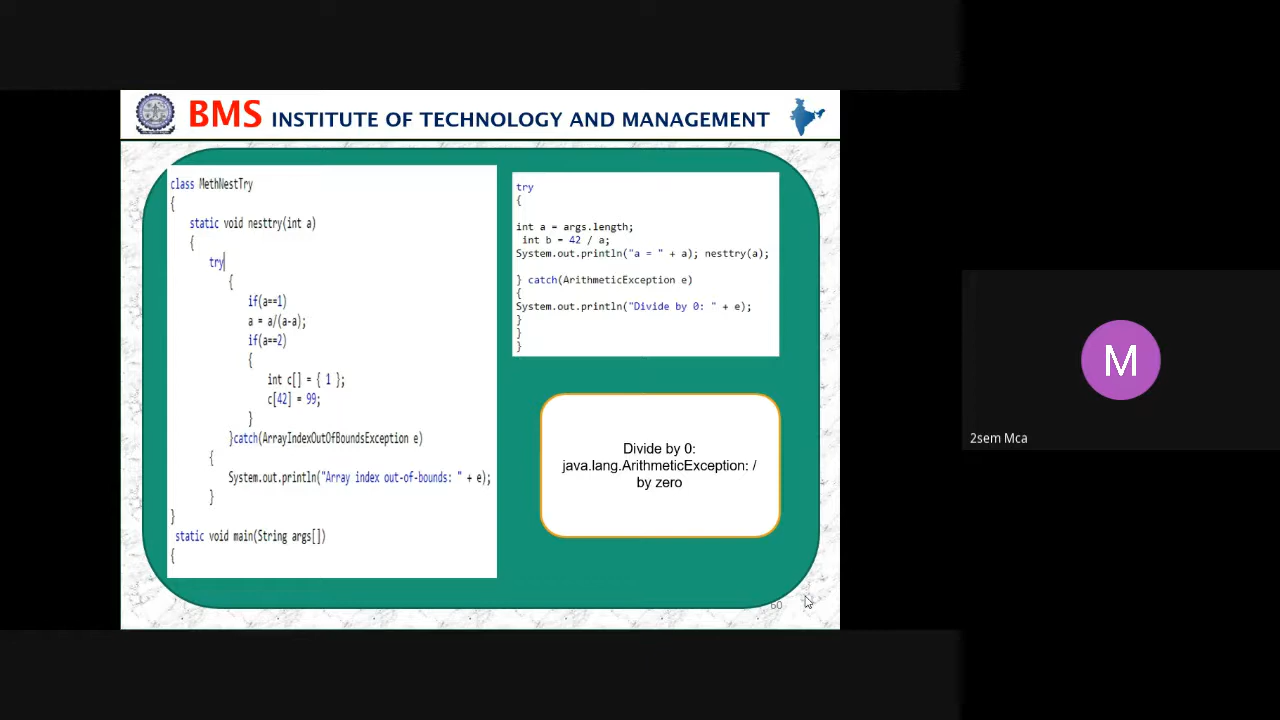 BMS INSTITUTE OF TECHNOLOGY AND MANAGEMENT
class MethNestTry
{
static void nesttry(int a)
{
try
{
if(a==1)
a = a/(a-a);
if(a==2)
{
int c[] = { 1 };
c[42] = 99;
}
}catch(ArrayIndexOutOfBoundsException e)
{
System.out.println("Array index out-of-bounds: " + e);
}
}
static void main(String args[])
{
try
{
int a = args.length;
int b = 42 / a;
System.out.println("a = " + a); nesttry(a);
} catch(ArithmeticException e)
{
System.out.println("Divide by 0: " + e);
}
}
}
Divide by 0:
java.lang.ArithmeticException: /
by zero
60
M
2sem Mca